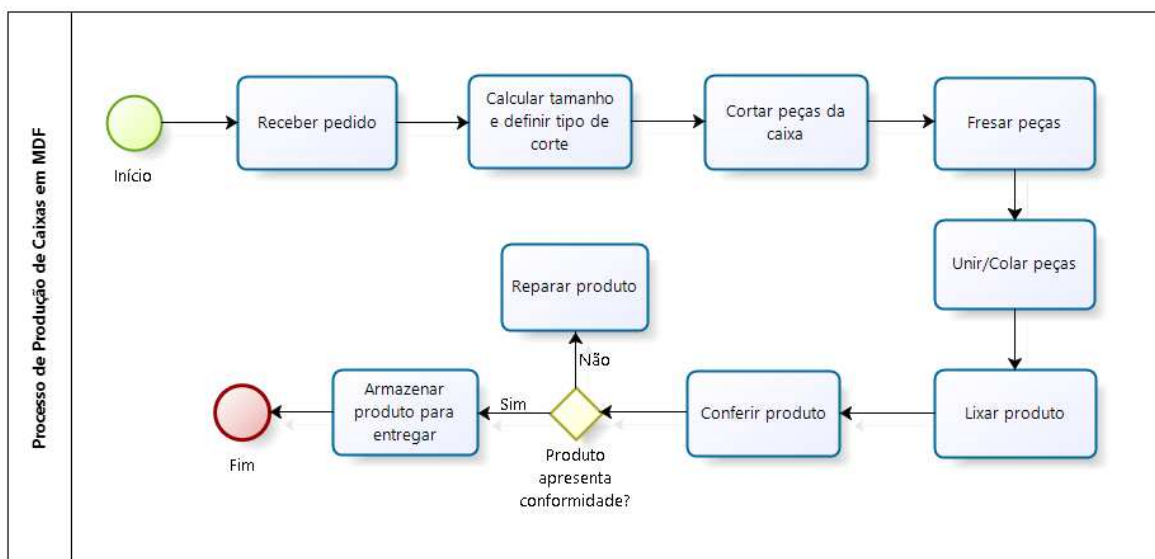 Processo de Produção de Caixas em MDF
Início
Receber pedido
Calcular tamanho
e definir tipo de
corte
Cortar peças da
caixa
Fresar peças
Unir/Colar peças
Lixar produto
Conferir produto
Produto
apresenta
conformidade?
Não
Reparar produto
Sim
Armazenar
produto para
entregar
Fim